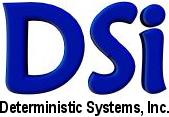 DSi
Deterministic Systems, Inc.